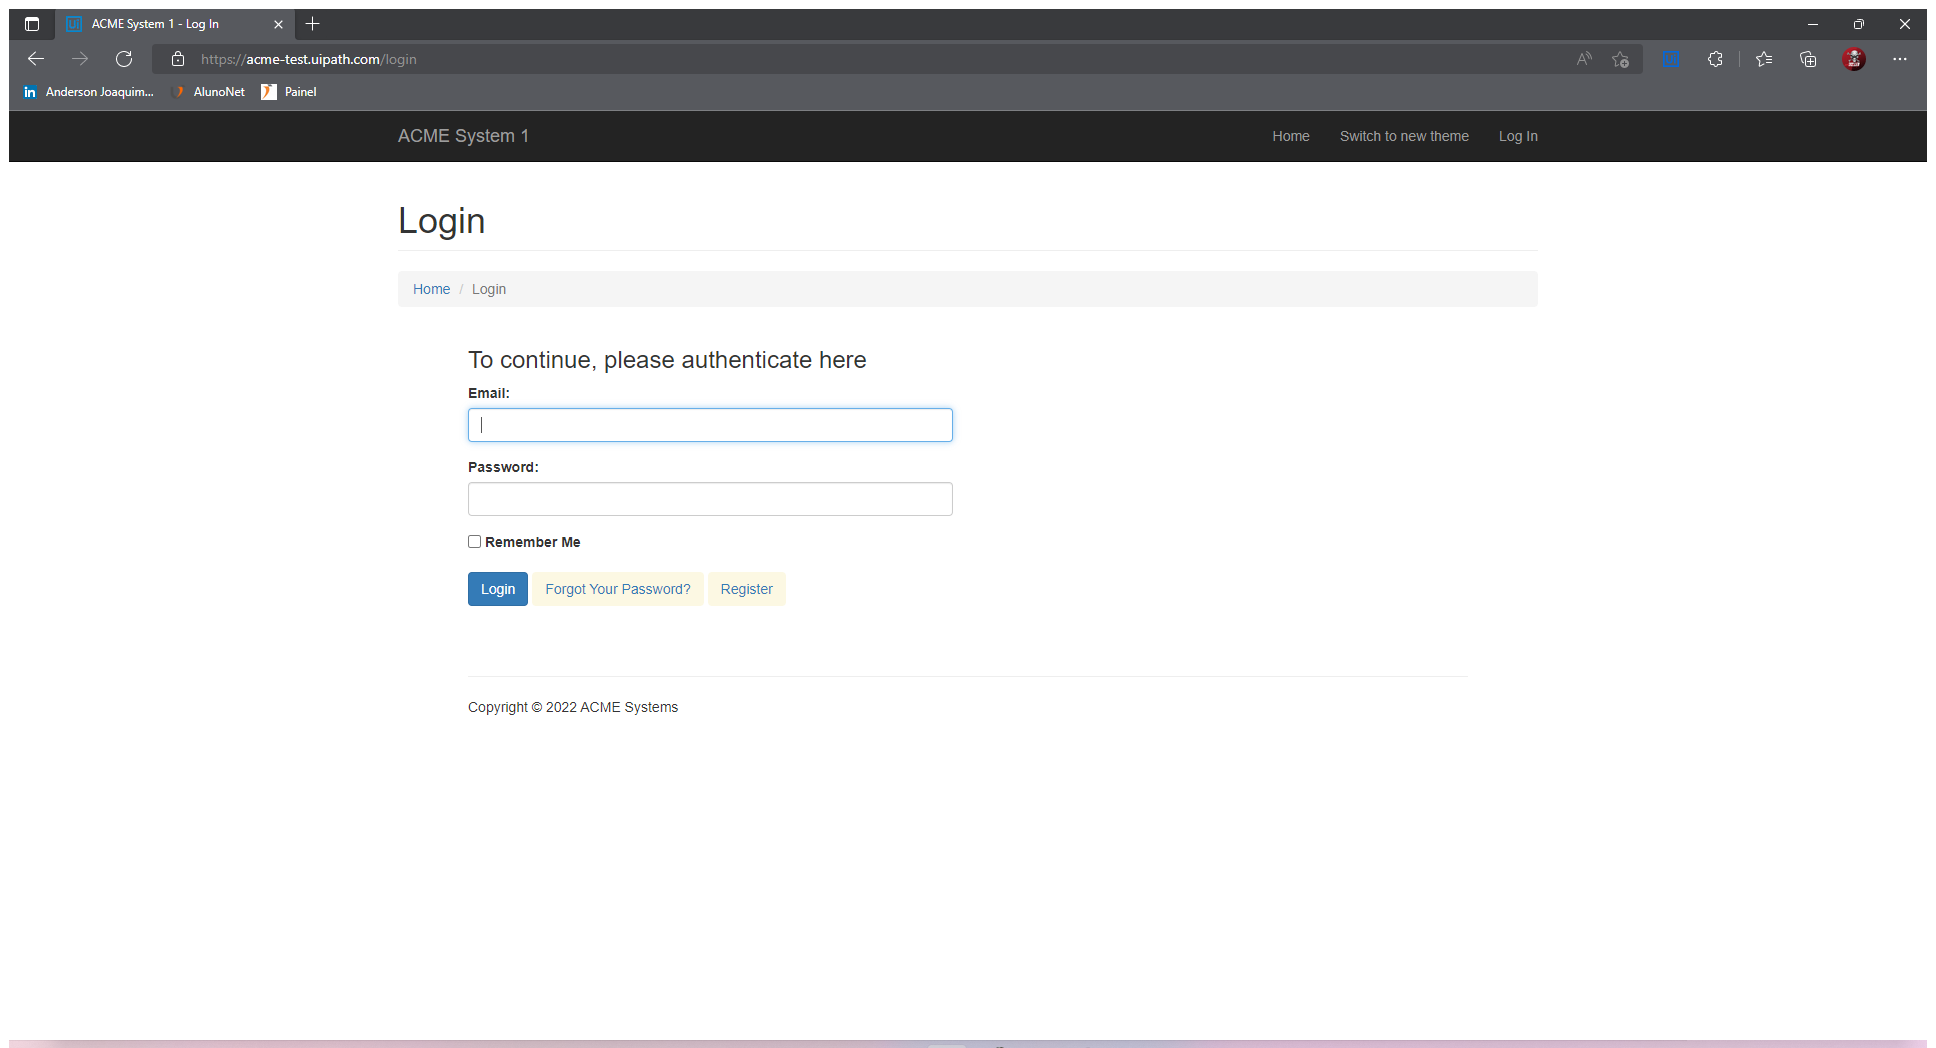 ACME System 1 - Log In
https://acme-test.uipath.com/login
Anderson Joaquim... AlunoNet Painel
ACME System 1 Home Switch to new theme Log In
Login
Home / Login
To continue, please authenticate here
Email:
Password:
Remember Me
Login Forgot Your Password? Register
Copyright © 2022 ACME Systems